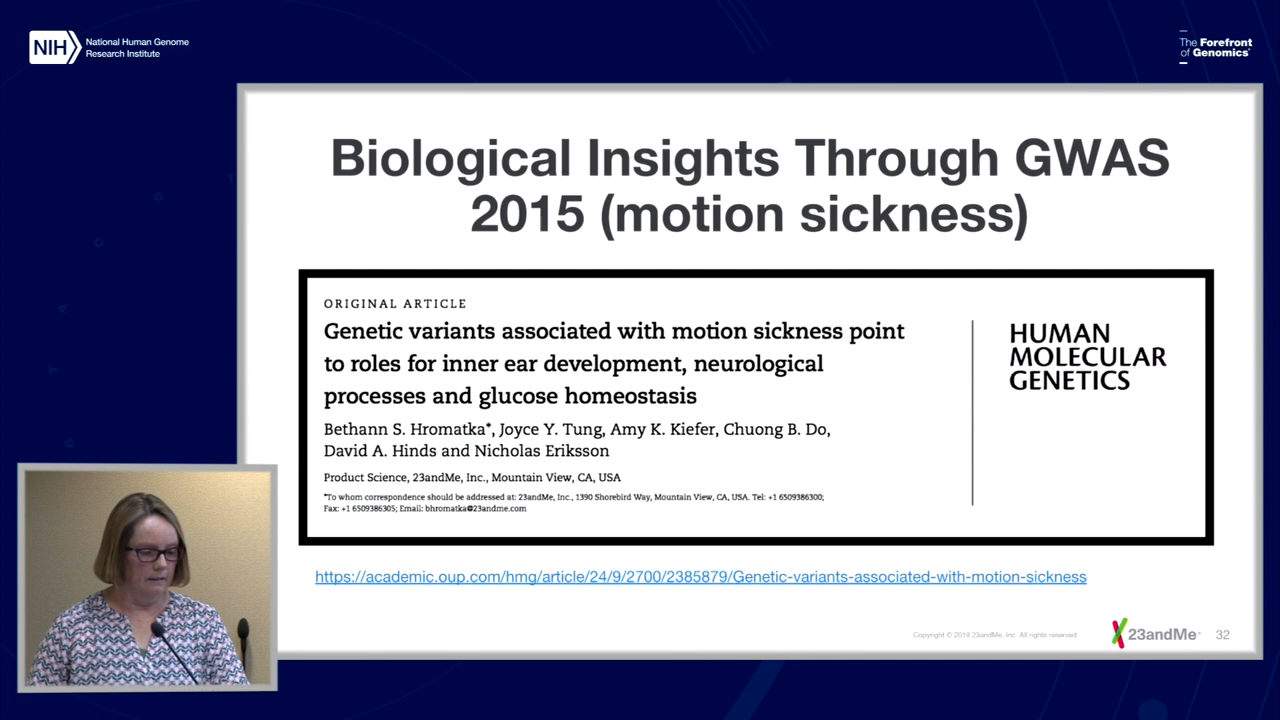 NIH
National Human Genome
Research Institute
The Forefront
of Genomics®
Biological Insights Through GWAS
2015 (motion sickness)
ORIGINAL ARTICLE
Genetic variants associated with motion sickness point
to roles for inner ear development, neurological
processes and glucose homeostasis
Bethann S. Hromatka*, Joyce Y. Tung, Amy K. Kiefer, Chuong B. Do,
David A. Hinds and Nicholas Eriksson
Product Science, 23andMe, Inc., Mountain View, CA, USA
*To whom correspondence should be addressed at: 23andMe, Inc., 1390 Shorebird Way, Mountain View, CA, USA. Tel: +1 6509386300;
Fax: +1 6509386305; Email: bhromatka@23andme.com
HUMAN
MOLECULAR
GENETICS
https://academic.oup.com/hmg/article/24/9/2700/2385879/Genetic-variants-associated-with-motion-sickness
Copyright © 2019 23andMe, Inc. All rights reserved
23andMe®
32